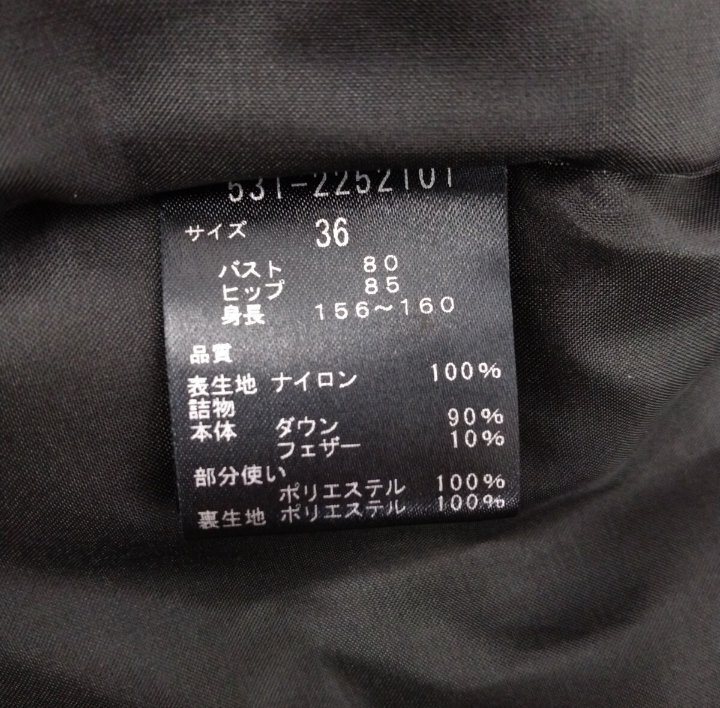 531-2252101
サイズ 36
バスト 80
ヒップ 85
身長 156~160
品質
表生地 ナイロン 100%
詰物
本体 ダウン 90%
フェザー 10%
部分使い
ポリエステル 100%
裏生地 ポリエステル 100%